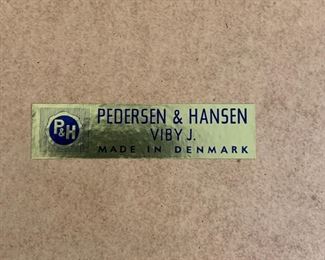 P&H
PEDERSEN & HANSEN
VIBY J.
MADE IN DENMARK